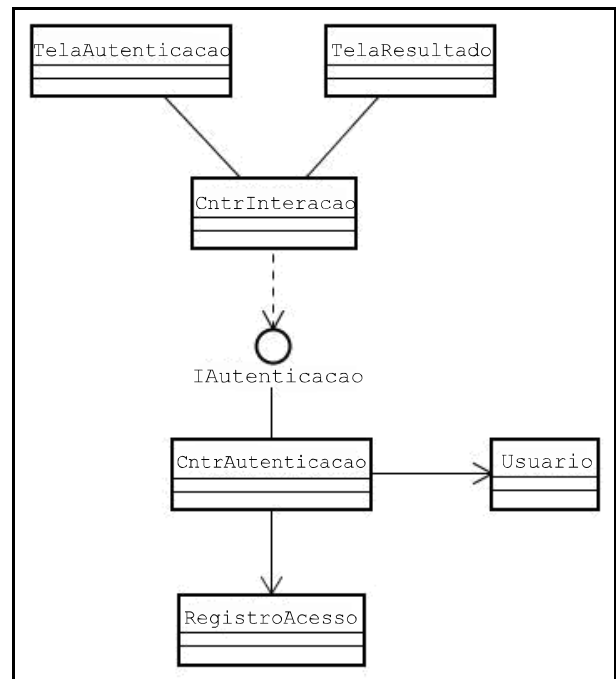 TelaAutenticacao
TelaResultado
CntrInteracao
IAutenticacao
CntrAutenticacao
Usuario
RegistroAcesso